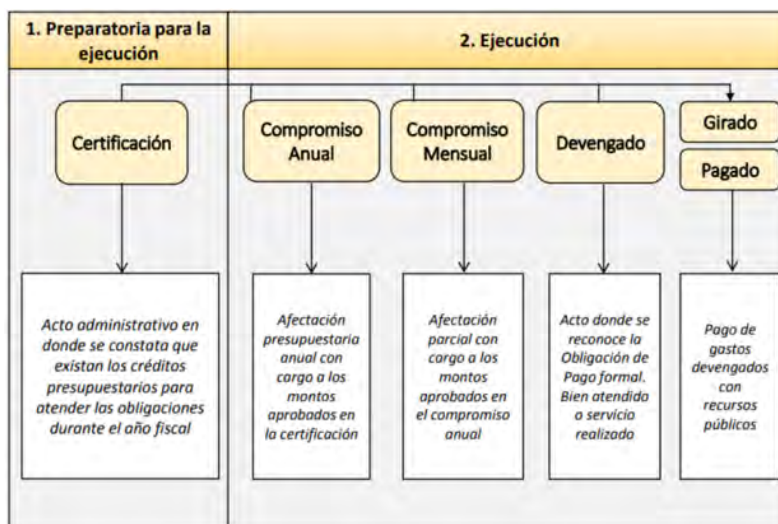 1. Preparatoria para la
ejecución
2. Ejecución
Certificación
Compromiso
Anual
Compromiso
Mensual
Devengado
Girado
Pagado
Acto administrativo en
donde se constata que
existan los créditos
presupuestarios para
atender las obligaciones
durante el año fiscal
Afectación
presupuestaria
anual con
cargo a los
montos
aprobados en
la certificación
Afectación
parcial con
cargo a los
montos
aprobados en
el compromiso
anual
Acto donde se
reconoce la
Obligación de
Pago formal.
Bien atendido
o servicio
realizado
Pago de
gastos
devengados
con
recursos
públicos